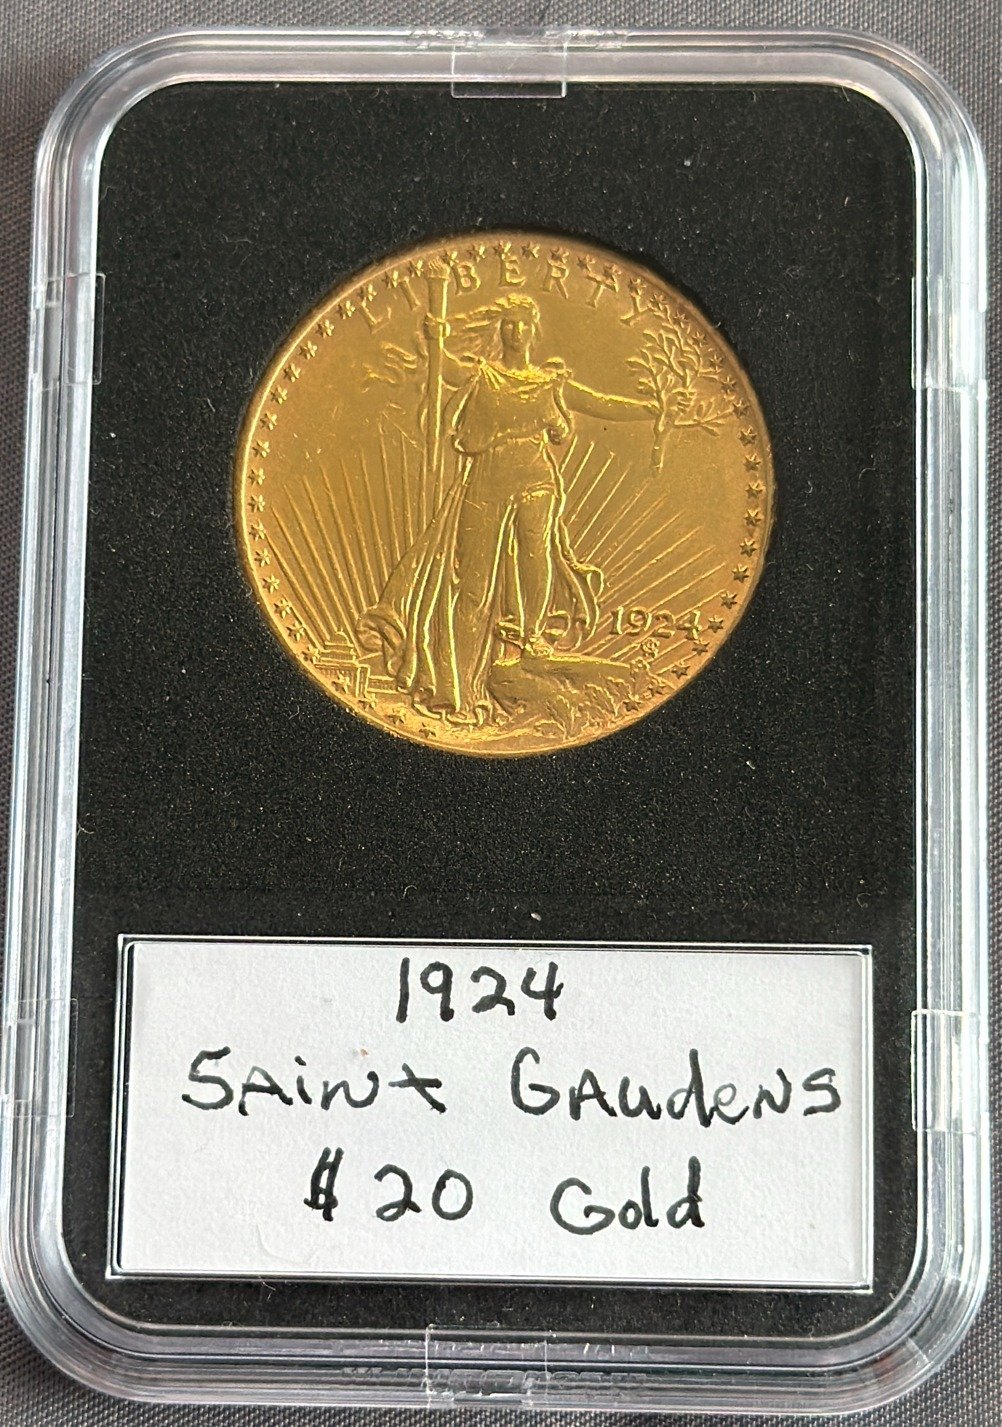 LIBERTY
1924
1924
SAiNt GAudeNS
$20 Gold